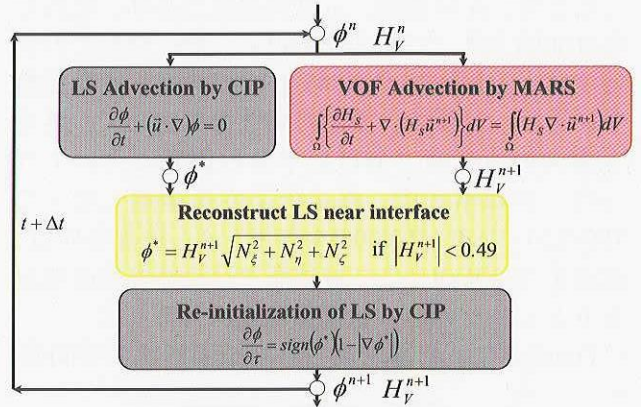 φⁿ H_V^n
LS Advection by CIP
∂φ/∂t + (u⃗·∇)φ = 0
VOF Advection by MARS
∫_Ω {∂H_S/∂t + ∇·(H_S u⃗^{n+1})} dV = ∫_Ω (H_S ∇·u⃗^{n+1}) dV
φ* H_V^{n+1}
t + Δt
Reconstruct LS near interface
φ* = H_V^{n+1} √(N_ξ^2 + N_η^2 + N_ζ^2) if |H_V^{n+1}| < 0.49
Re-initialization of LS by CIP
∂φ/∂τ = sign(φ*)(1 − |∇φ*|)
φ^{n+1} H_V^{n+1}